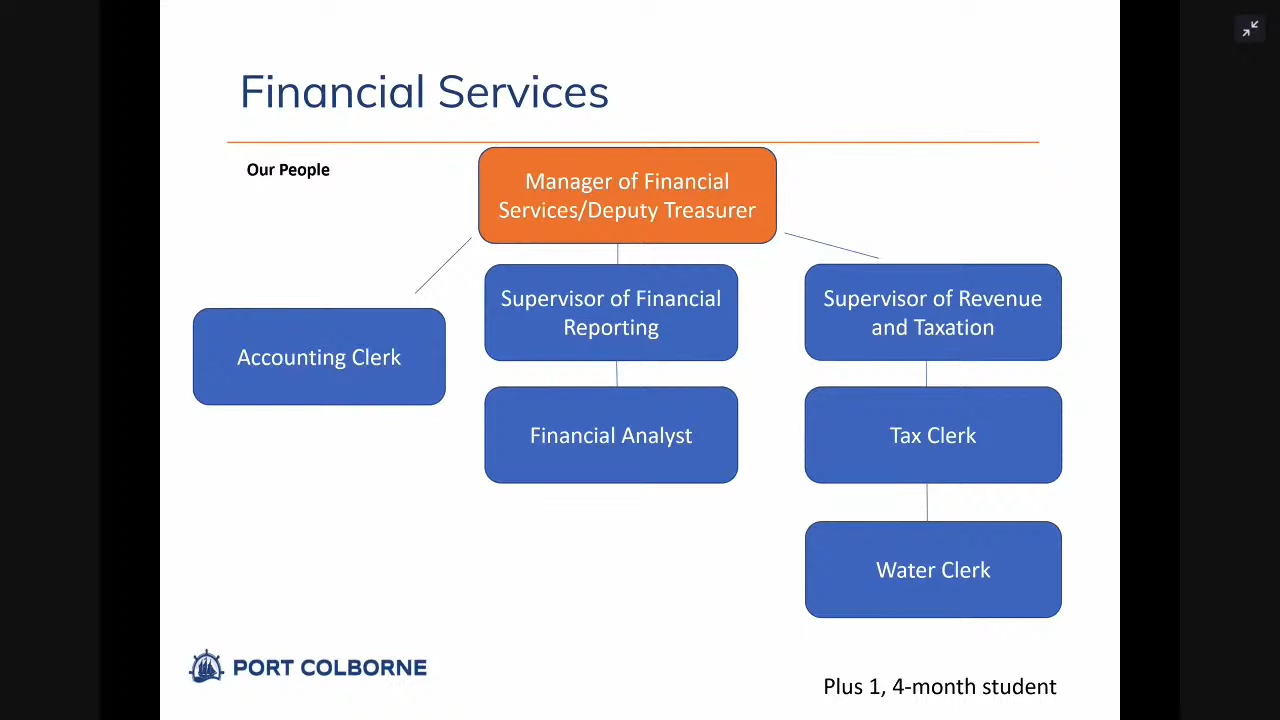 Financial Services
Our People
Manager of Financial
Services/Deputy Treasurer
Accounting Clerk
Supervisor of Financial
Reporting
Supervisor of Revenue
and Taxation
Financial Analyst
Tax Clerk
Water Clerk
PORT COLBORNE
Plus 1, 4-month student